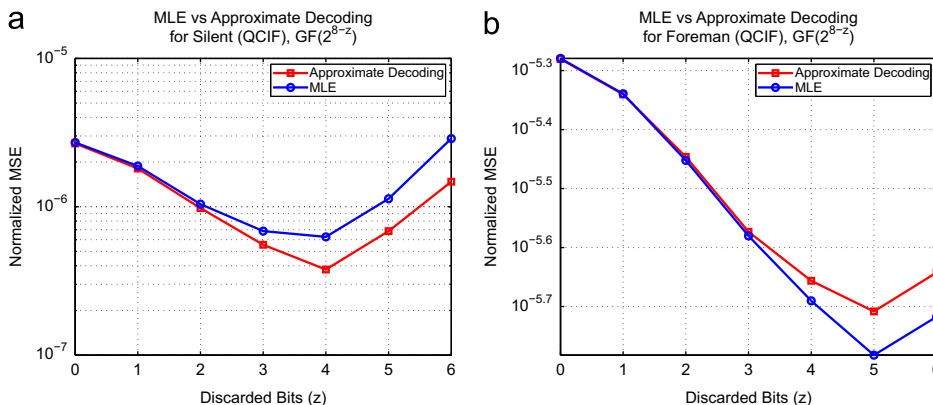 a
MLE vs Approximate Decoding
for Silent (QCIF), GF(2^{8−z})
10^{−5}
10^{−6}
10^{−7}
Normalized MSE
Approximate Decoding
MLE
0 1 2 3 4 5 6
Discarded Bits (z)
b
MLE vs Approximate Decoding
for Foreman (QCIF), GF(2^{8−z})
10^{−5.3}
10^{−5.4}
10^{−5.5}
10^{−5.6}
10^{−5.7}
Normalized MSE
Approximate Decoding
MLE
0 1 2 3 4 5
Discarded Bits (z)